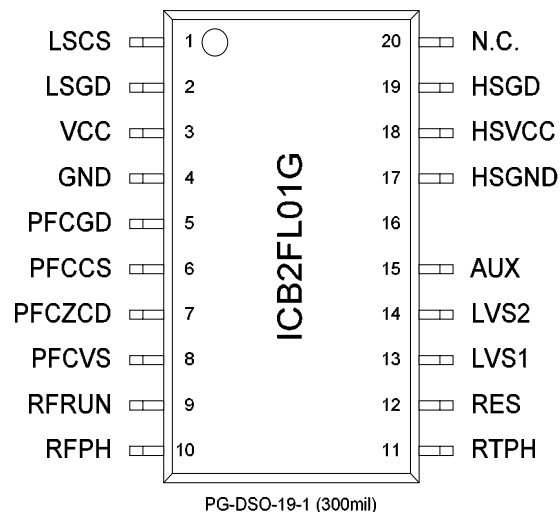 LSCS 1 20 N.C.
LSGD 2 19 HSGD
VCC 3 18 HSVCC
GND 4 17 HSGND
PFCGD 5 16
PFCCS 6 15 AUX
PFCZCD 7 14 LVS2
PFCVS 8 13 LVS1
RFRUN 9 12 RES
RFPH 10 11 RTPH
ICB2FL01G
PG-DSO-19-1 (300mil)